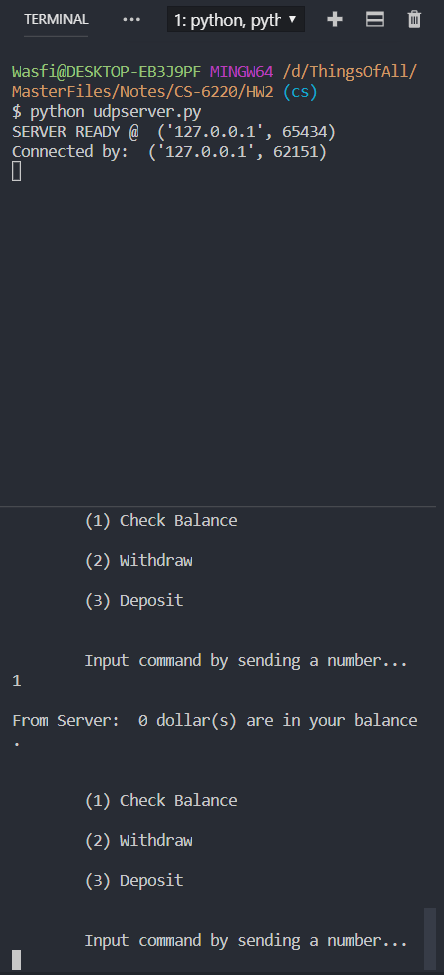 TERMINAL ... 1: python, pyth
Wasfi@DESKTOP-EB3J9PF MINGW64 /d/ThingsOfAll/
MasterFiles/Notes/CS-6220/HW2 (cs)
$ python udpserver.py
SERVER READY @  ('127.0.0.1', 65434)
Connected by:  ('127.0.0.1', 62151)
(1) Check Balance
(2) Withdraw
(3) Deposit
Input command by sending a number...
1
From Server:  0 dollar(s) are in your balance
.
(1) Check Balance
(2) Withdraw
(3) Deposit
Input command by sending a number...